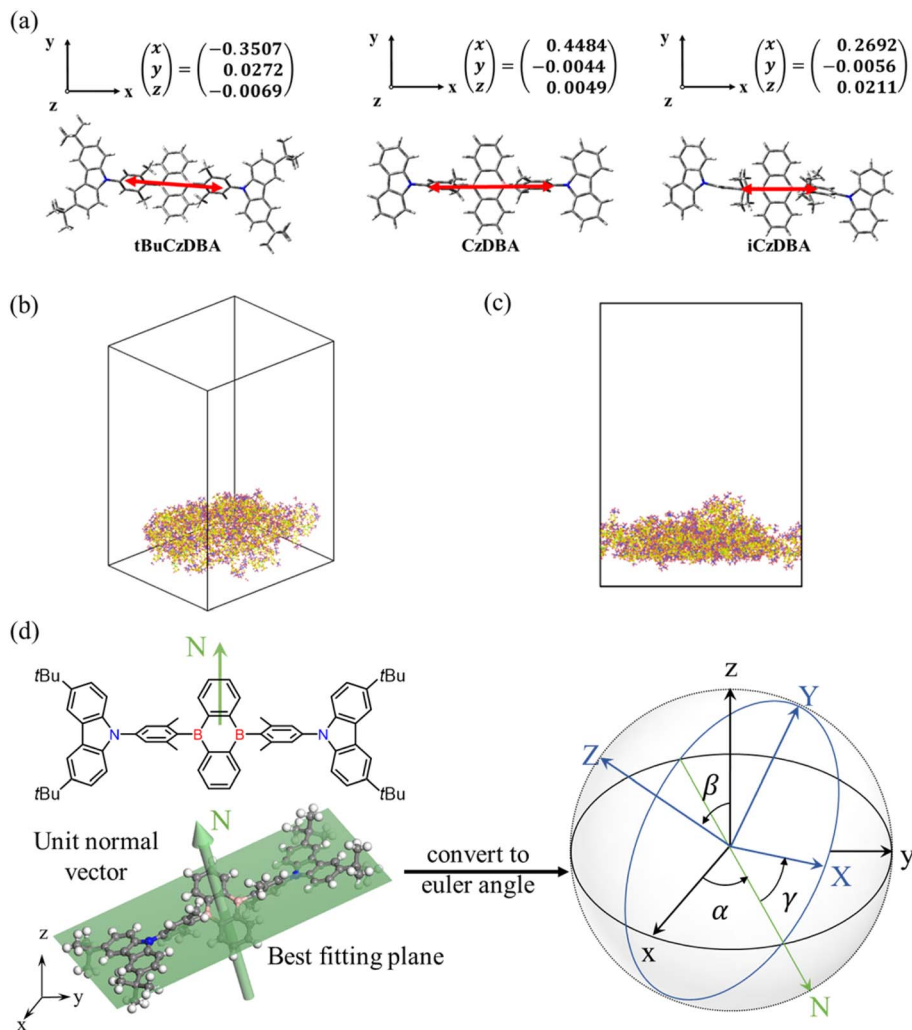 (a)
y
x
z
(x y z) = (−0.3507 0.0272 −0.0069)
tBuCzDBA
y
x
z
(x y z) = (0.4484 −0.0044 0.0049)
CzDBA
y
x
z
(x y z) = (0.2692 −0.0056 0.0211)
iCzDBA
(b)
(c)
(d)
N
tBu
tBu
N
B
B
N
tBu
tBu
Unit normal
vector
N
Best fitting plane
z
y
x
convert to
euler angle
z
Y
Z
β
X
y
α
γ
x
N